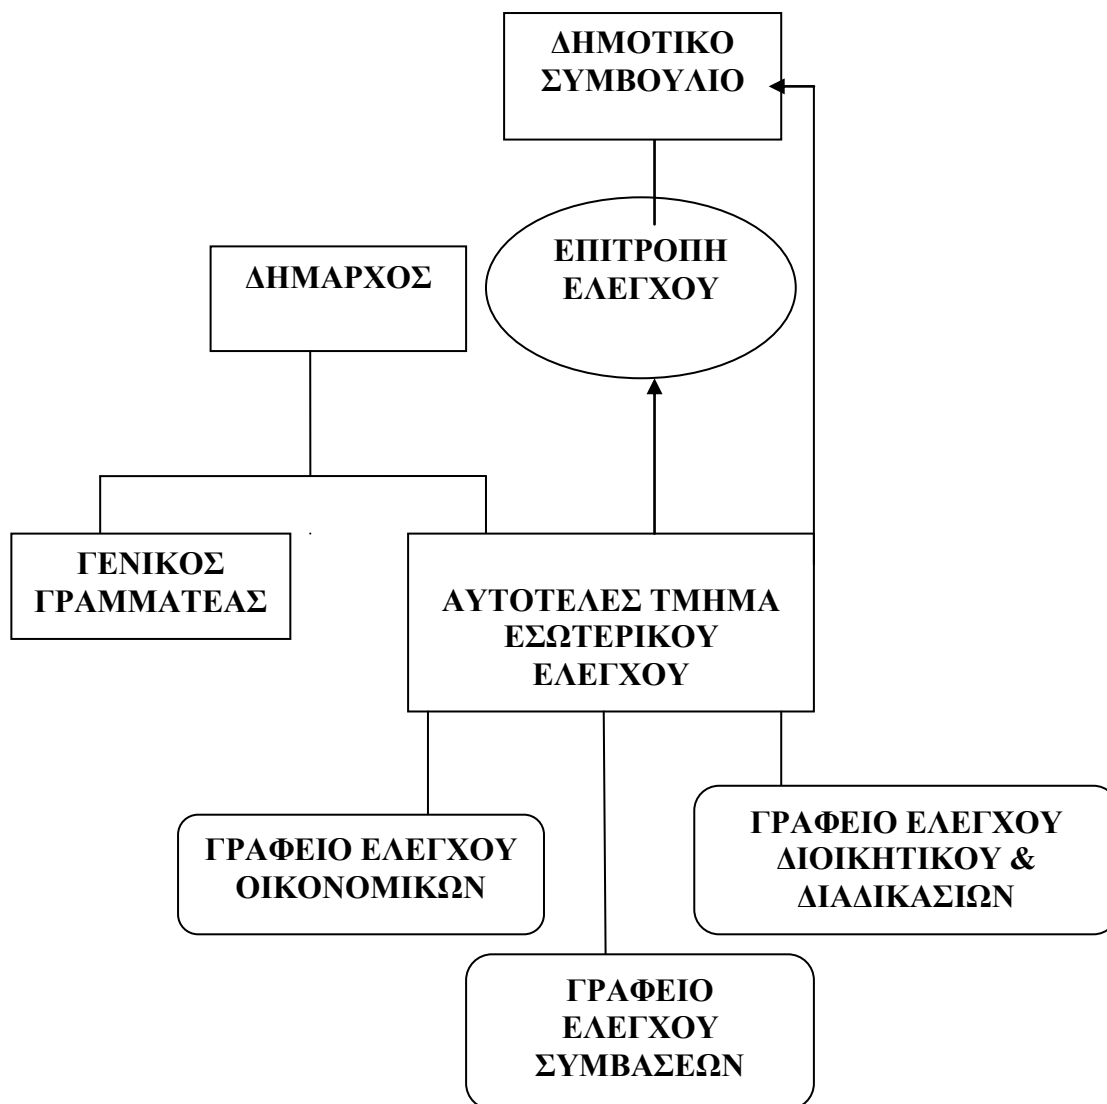 ΔΗΜΟΤΙΚΟ
ΣΥΜΒΟΥΛΙΟ
ΕΠΙΤΡΟΠΗ
ΕΛΕΓΧΟΥ
ΔΗΜΑΡΧΟΣ
ΓΕΝΙΚΟΣ
ΓΡΑΜΜΑΤΕΑΣ
ΑΥΤΟΤΕΛΕΣ ΤΜΗΜΑ
ΕΣΩΤΕΡΙΚΟΥ
ΕΛΕΓΧΟΥ
ΓΡΑΦΕΙΟ ΕΛΕΓΧΟΥ
ΟΙΚΟΝΟΜΙΚΩΝ
ΓΡΑΦΕΙΟ ΕΛΕΓΧΟΥ
ΔΙΟΙΚΗΤΙΚΟΥ &
ΔΙΑΔΙΚΑΣΙΩΝ
ΓΡΑΦΕΙΟ
ΕΛΕΓΧΟΥ
ΣΥΜΒΑΣΕΩΝ